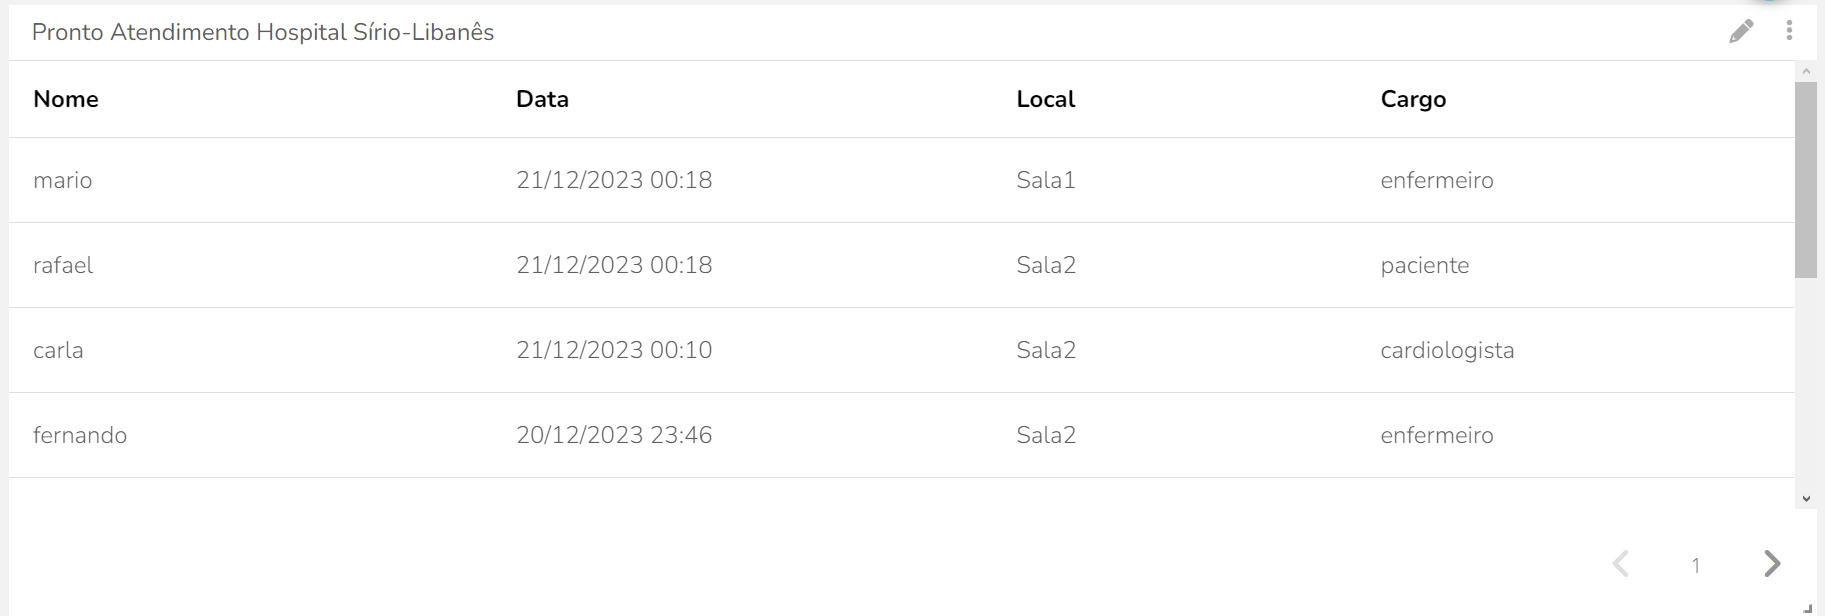 Pronto Atendimento Hospital Sírio-Libanês
Nome Data Local Cargo
mario 21/12/2023 00:18 Sala1 enfermeiro
rafael 21/12/2023 00:18 Sala2 paciente
carla 21/12/2023 00:10 Sala2 cardiologista
fernando 20/12/2023 23:46 Sala2 enfermeiro
1